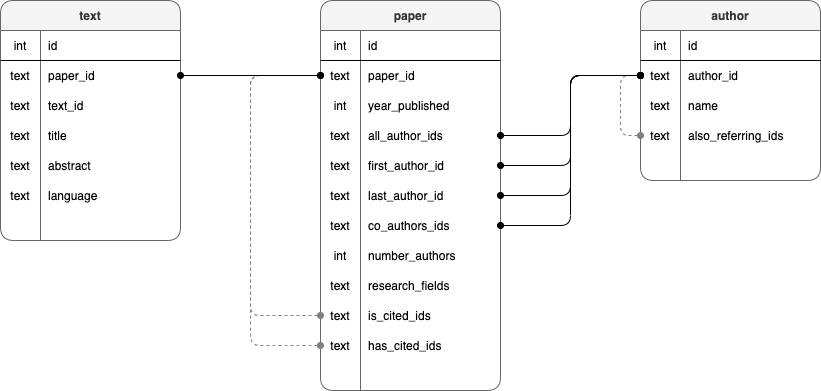 text
int id
text paper_id
text text_id
text title
text abstract
text language
paper
int id
text paper_id
int year_published
text all_author_ids
text first_author_id
text last_author_id
text co_authors_ids
int number_authors
text research_fields
text is_cited_ids
text has_cited_ids
author
int id
text author_id
text name
text also_referring_ids